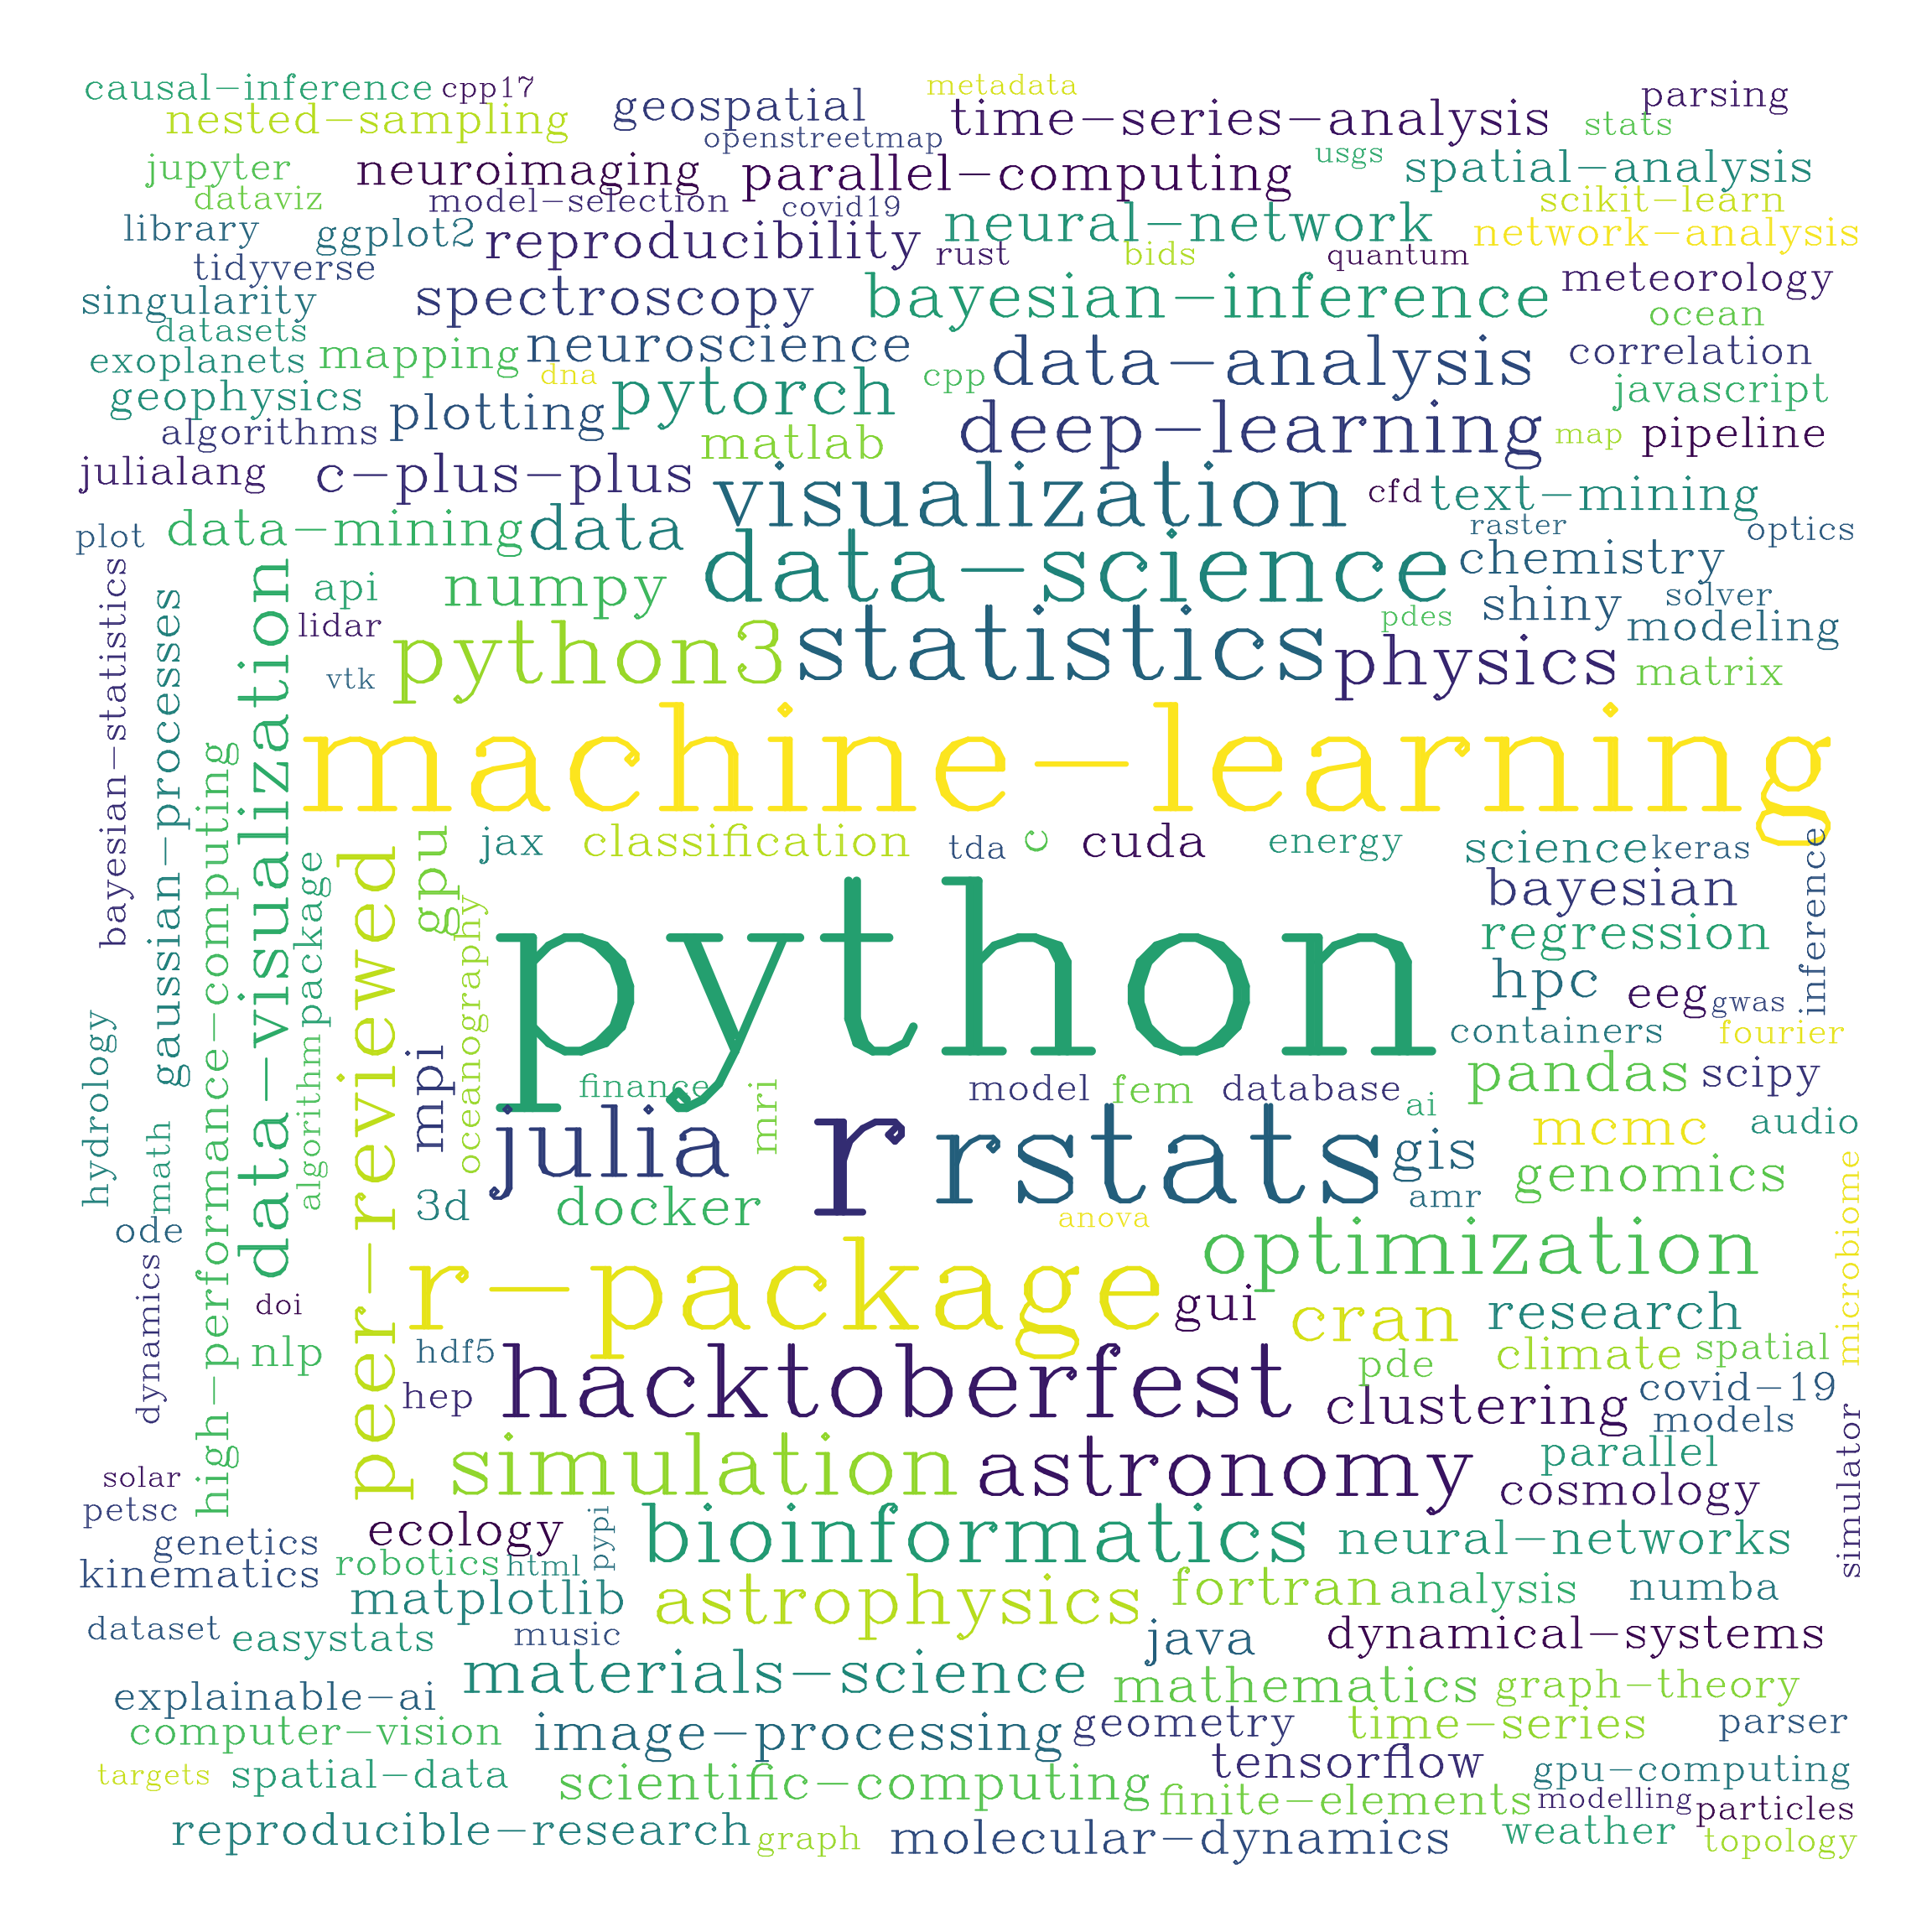 causal-inference
cpp17
metadata
nested-sampling
geospatial
time-series-analysis
parsing
openstreetmap
stats
jupyter
neuroimaging
parallel-computing
usgs
spatial-analysis
dataviz
model-selection
covid19
scikit-learn
library
ggplot2
reproducibility
neural-network
network-analysis
tidyverse
rust
bids
quantum
singularity
spectroscopy
bayesian-inference
meteorology
datasets
ocean
exoplanets
mapping
neuroscience
data-analysis
correlation
dna
cpp
geophysics
plotting
pytorch
javascript
algorithms
matlab
deep-learning
map
pipeline
julialang
c-plus-plus
visualization
cfd
text-mining
plot
data-mining
data
raster
optics
data-science
chemistry
api
numpy
shiny
solver
lidar
python3
statistics
pdes
modeling
vtk
physics
matrix
bayesian-statistics
gaussian-processes
data-visualization
machine-learning
high-performance-computing
package
peer-reviewed
gpu
jax
classification
tda
c
cuda
energy
science
keras
bayesian
inference
oceanography
python
regression
hpc
eeg
gwas
containers
fourier
hydrology
math
algorithm
mpi
finance
mri
model
fem
database
pandas
scipy
ai
julia
r
rstats
mcmc
audio
gis
genomics
3d
docker
anova
amr
microbiome
ode
optimization
dynamics
doi
r-package
gui
cran
research
nlp
hdf5
pde
climate
spatial
hep
hacktoberfest
clustering
covid-19
models
simulator
solar
simulation
astronomy
parallel
petsc
cosmology
genetics
ecology
pypi
bioinformatics
neural-networks
kinematics
robotics
html
matplotlib
astrophysics
fortran
analysis
numba
dataset
easystats
music
java
dynamical-systems
explainable-ai
materials-science
mathematics
graph-theory
computer-vision
image-processing
geometry
time-series
parser
targets
spatial-data
scientific-computing
tensorflow
gpu-computing
finite-elements
modelling
particles
reproducible-research
graph
molecular-dynamics
weather
topology